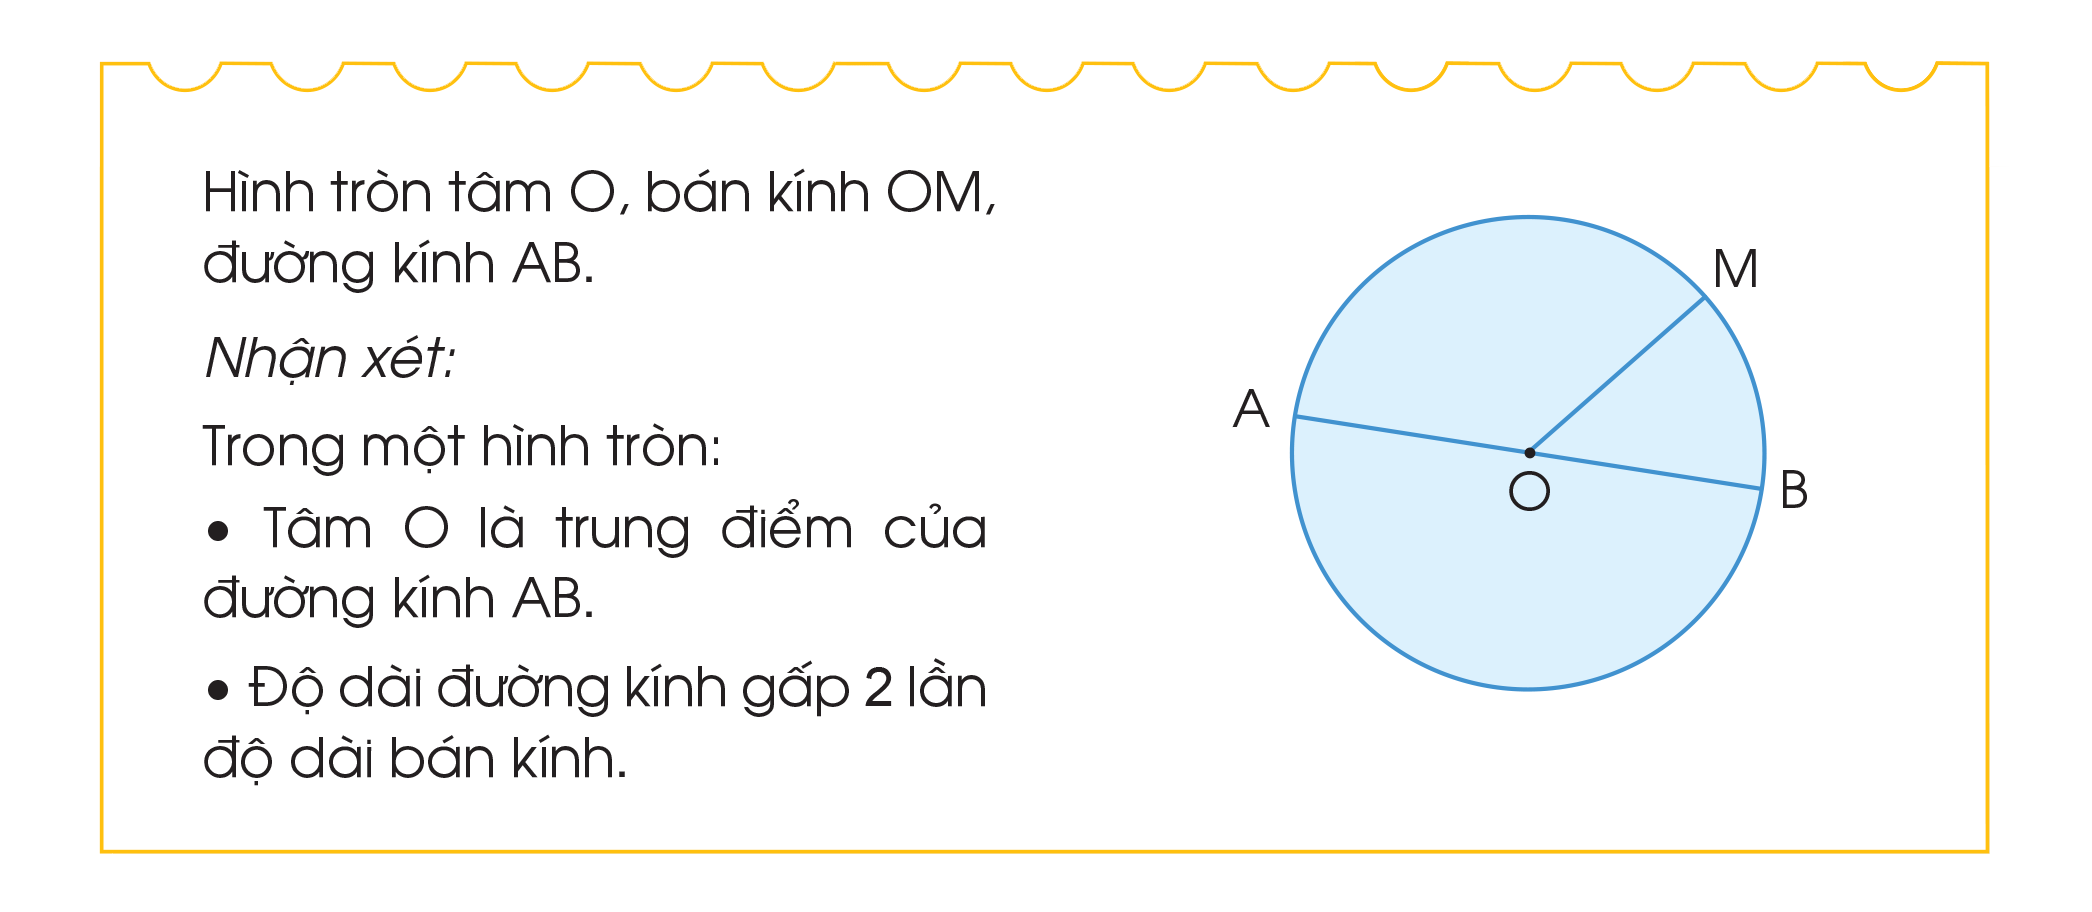 Hình tròn tâm O, bán kính OM,
đường kính AB.
Nhận xét:
Trong một hình tròn:
• Tâm O là trung điểm của
đường kính AB.
• Độ dài đường kính gấp 2 lần
độ dài bán kính.
M
A
O
B